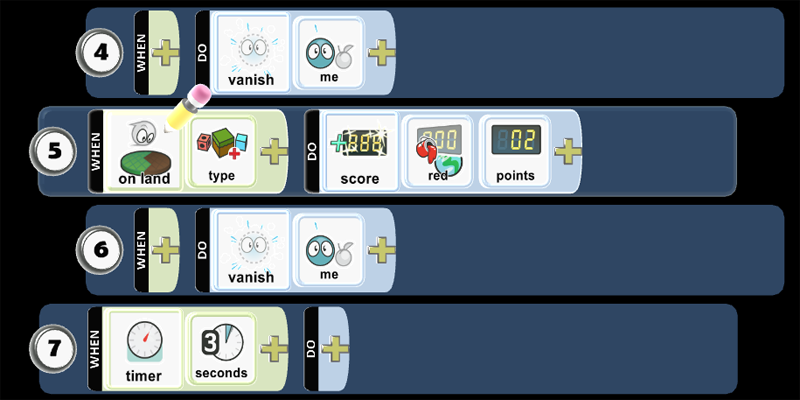 4 WHEN DO vanish me
5 WHEN on land type DO score red 00 points 02
6 WHEN DO vanish me
7 WHEN timer 3 seconds DO